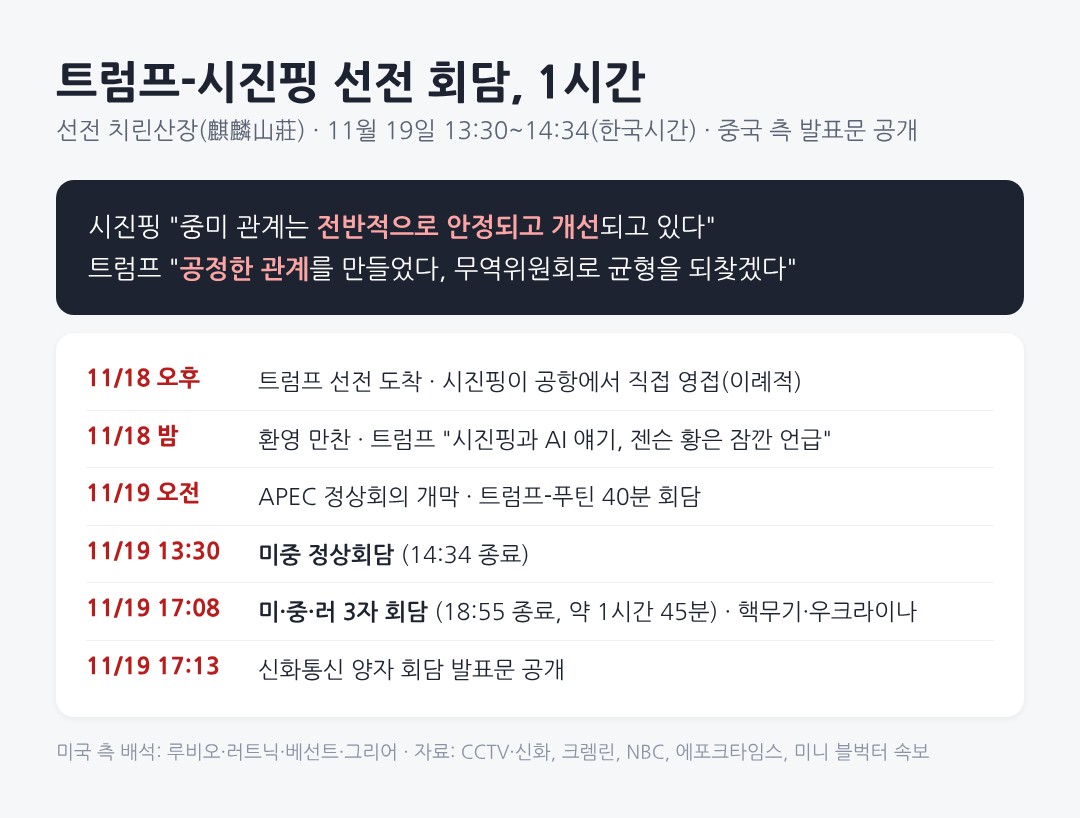 트럼프-시진핑 선전 회담, 1시간
선전 치린산장(麒麟山莊) · 11월 19일 13:30~14:34(한국시간) · 중국 측 발표문 공개
시진핑 "중미 관계는 전반적으로 안정되고 개선되고 있다"
트럼프 "공정한 관계를 만들었다, 무역위원회로 균형을 되찾겠다"
11/18 오후 트럼프 선전 도착 · 시진핑이 공항에서 직접 영접(이례적)
11/18 밤 환영 만찬 · 트럼프 "시진핑과 AI 얘기, 젠슨 황은 잠깐 언급"
11/19 오전 APEC 정상회의 개막 · 트럼프-푸틴 40분 회담
11/19 13:30 미중 정상회담 (14:34 종료)
11/19 17:08 미·중·러 3자 회담 (18:55 종료, 약 1시간 45분) · 핵무기·우크라이나
11/19 17:13 신화통신 양자 회담 발표문 공개
미국 측 배석: 루비오·러트닉·베선트·그리어 · 자료: CCTV·신화, 크렘린, NBC, 에포크타임스, 미니 블벅터 속보